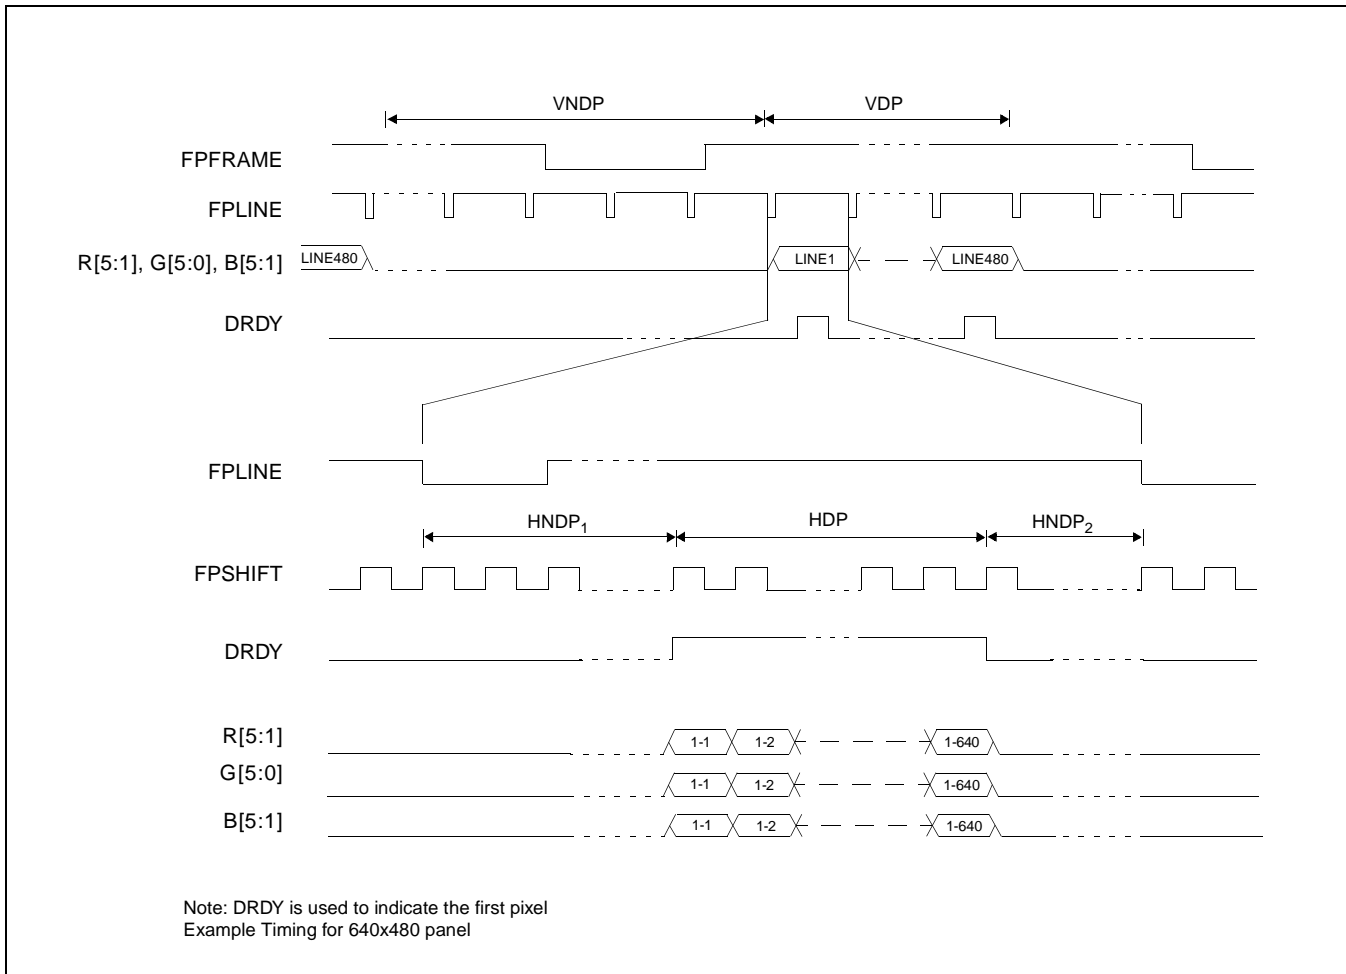 VNDP VDP
FPFRAME
FPLINE
R[5:1], G[5:0], B[5:1] LINE480 LINE1 LINE480
DRDY
FPLINE
HNDP1 HDP HNDP2
FPSHIFT
DRDY
R[5:1] 1-1 1-2 1-640
G[5:0] 1-1 1-2 1-640
B[5:1] 1-1 1-2 1-640
Note: DRDY is used to indicate the first pixel
Example Timing for 640x480 panel